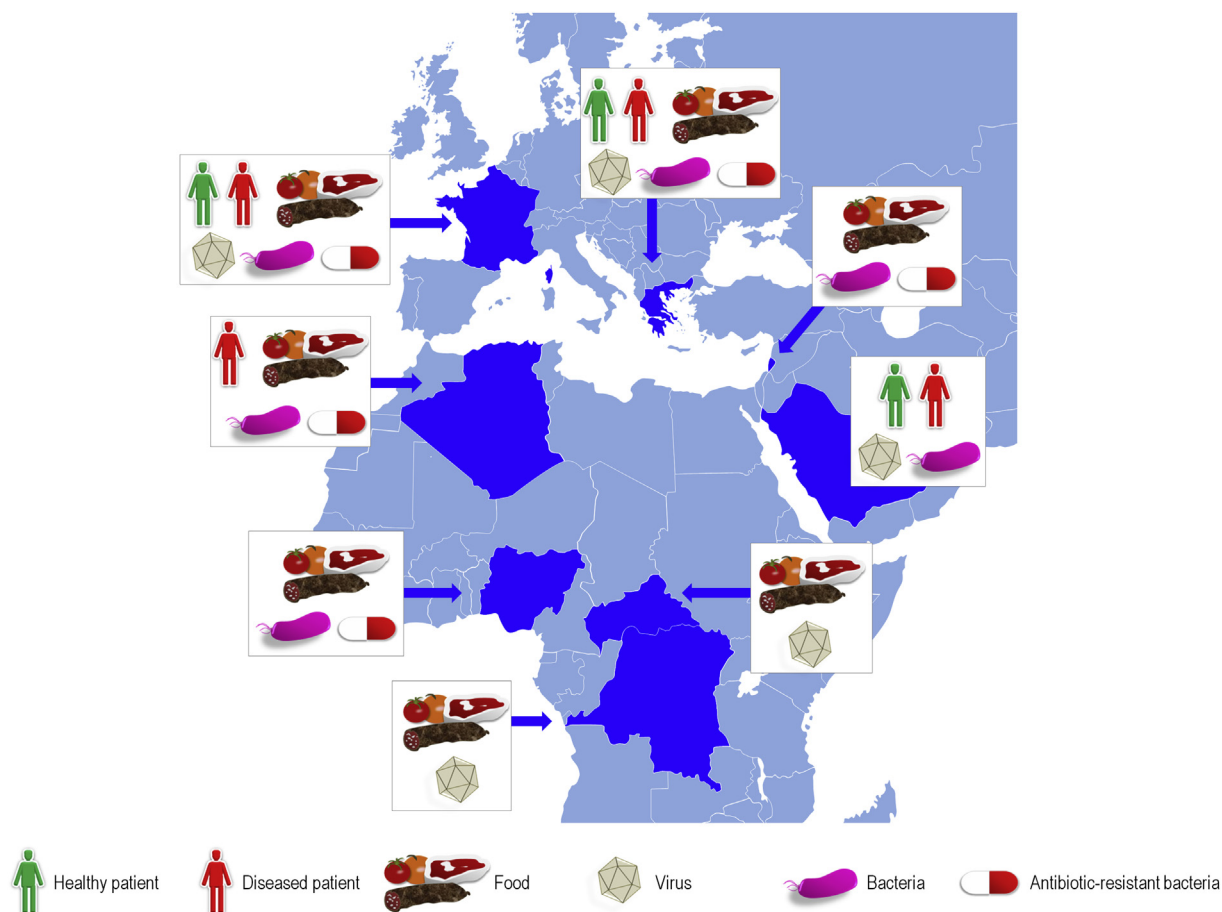 Healthy patient
Diseased patient
Food
Virus
Bacteria
Antibiotic-resistant bacteria